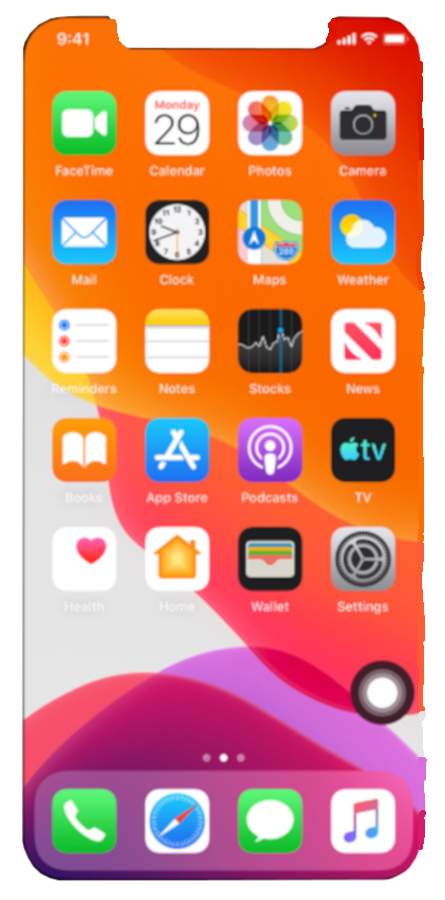 9:41
FaceTime
Monday
29
Calendar
Photos
Camera
Mail
Clock
Maps
280
Weather
Reminders
Notes
Stocks
News
Books
App Store
Podcasts
tv
TV
Health
Home
Wallet
Settings